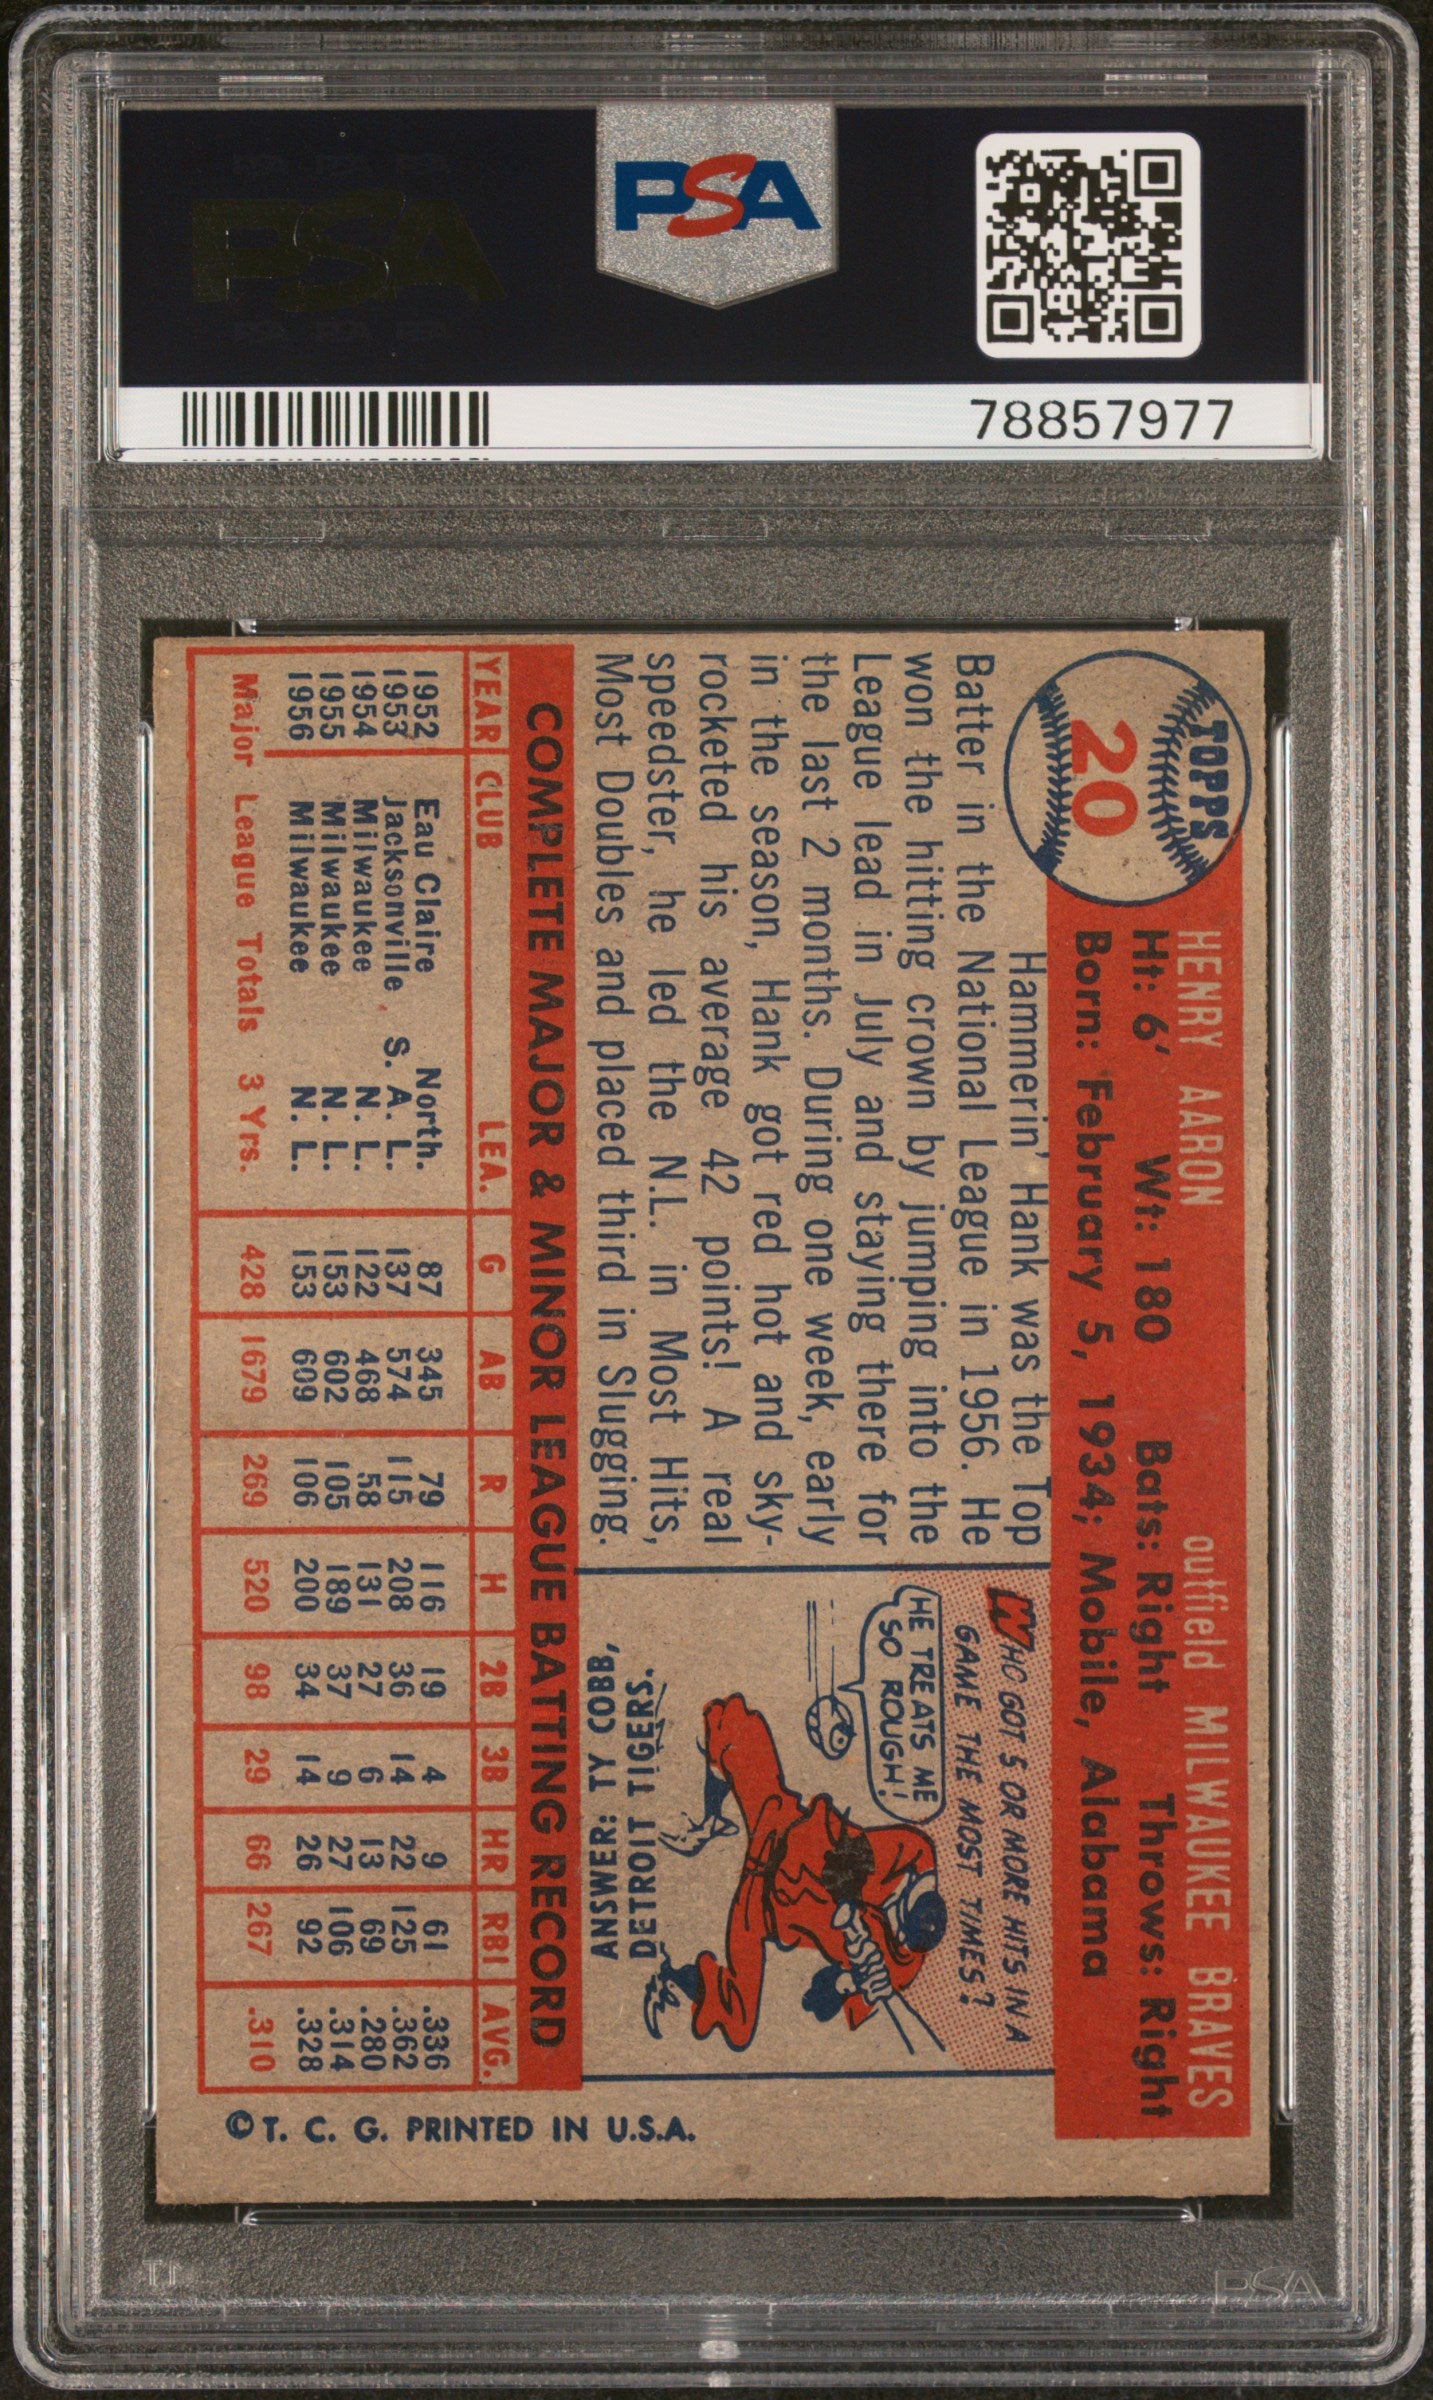 PSA
78857977
TOPPS
20
HENRY AARON outfield MILWAUKEE BRAVES
Ht: 6' Wt: 180 Bats: Right Throws: Right
Born: February 5, 1934; Mobile, Alabama
Hammerin' Hank was the Top
Batter in the National League in 1956. He
won the hitting crown by jumping into the
League lead in July and staying there for
the last 2 months. During one week, early
in the season, Hank got red hot and sky-
rocketed his average 42 points! A real
speedster, he led the N.L. in Most Hits,
Most Doubles and placed third in Slugging.
WHO GOT 5 OR MORE HITS IN A
GAME THE MOST TIMES?
HE TREATS ME
SO ROUGH!
ANSWER: TY COBB,
DETROIT TIGERS.
COMPLETE MAJOR & MINOR LEAGUE BATTING RECORD
YEAR CLUB LEA. G AB R H 2B 3B HR RBI AVG.
1952 Eau Claire North. 87 345 79 116 19 4 9 61 .336
1953 Jacksonville S. A. L. 137 574 115 208 36 14 22 125 .362
1954 Milwaukee N. L. 122 468 58 131 27 6 13 69 .280
1955 Milwaukee N. L. 153 602 105 189 37 9 27 106 .314
1956 Milwaukee N. L. 153 609 106 200 34 14 26 92 .328
Major League Totals 3 Yrs. 428 1679 269 520 98 29 66 267 .310
© T. C. G. PRINTED IN U.S.A.
PSA
PSA